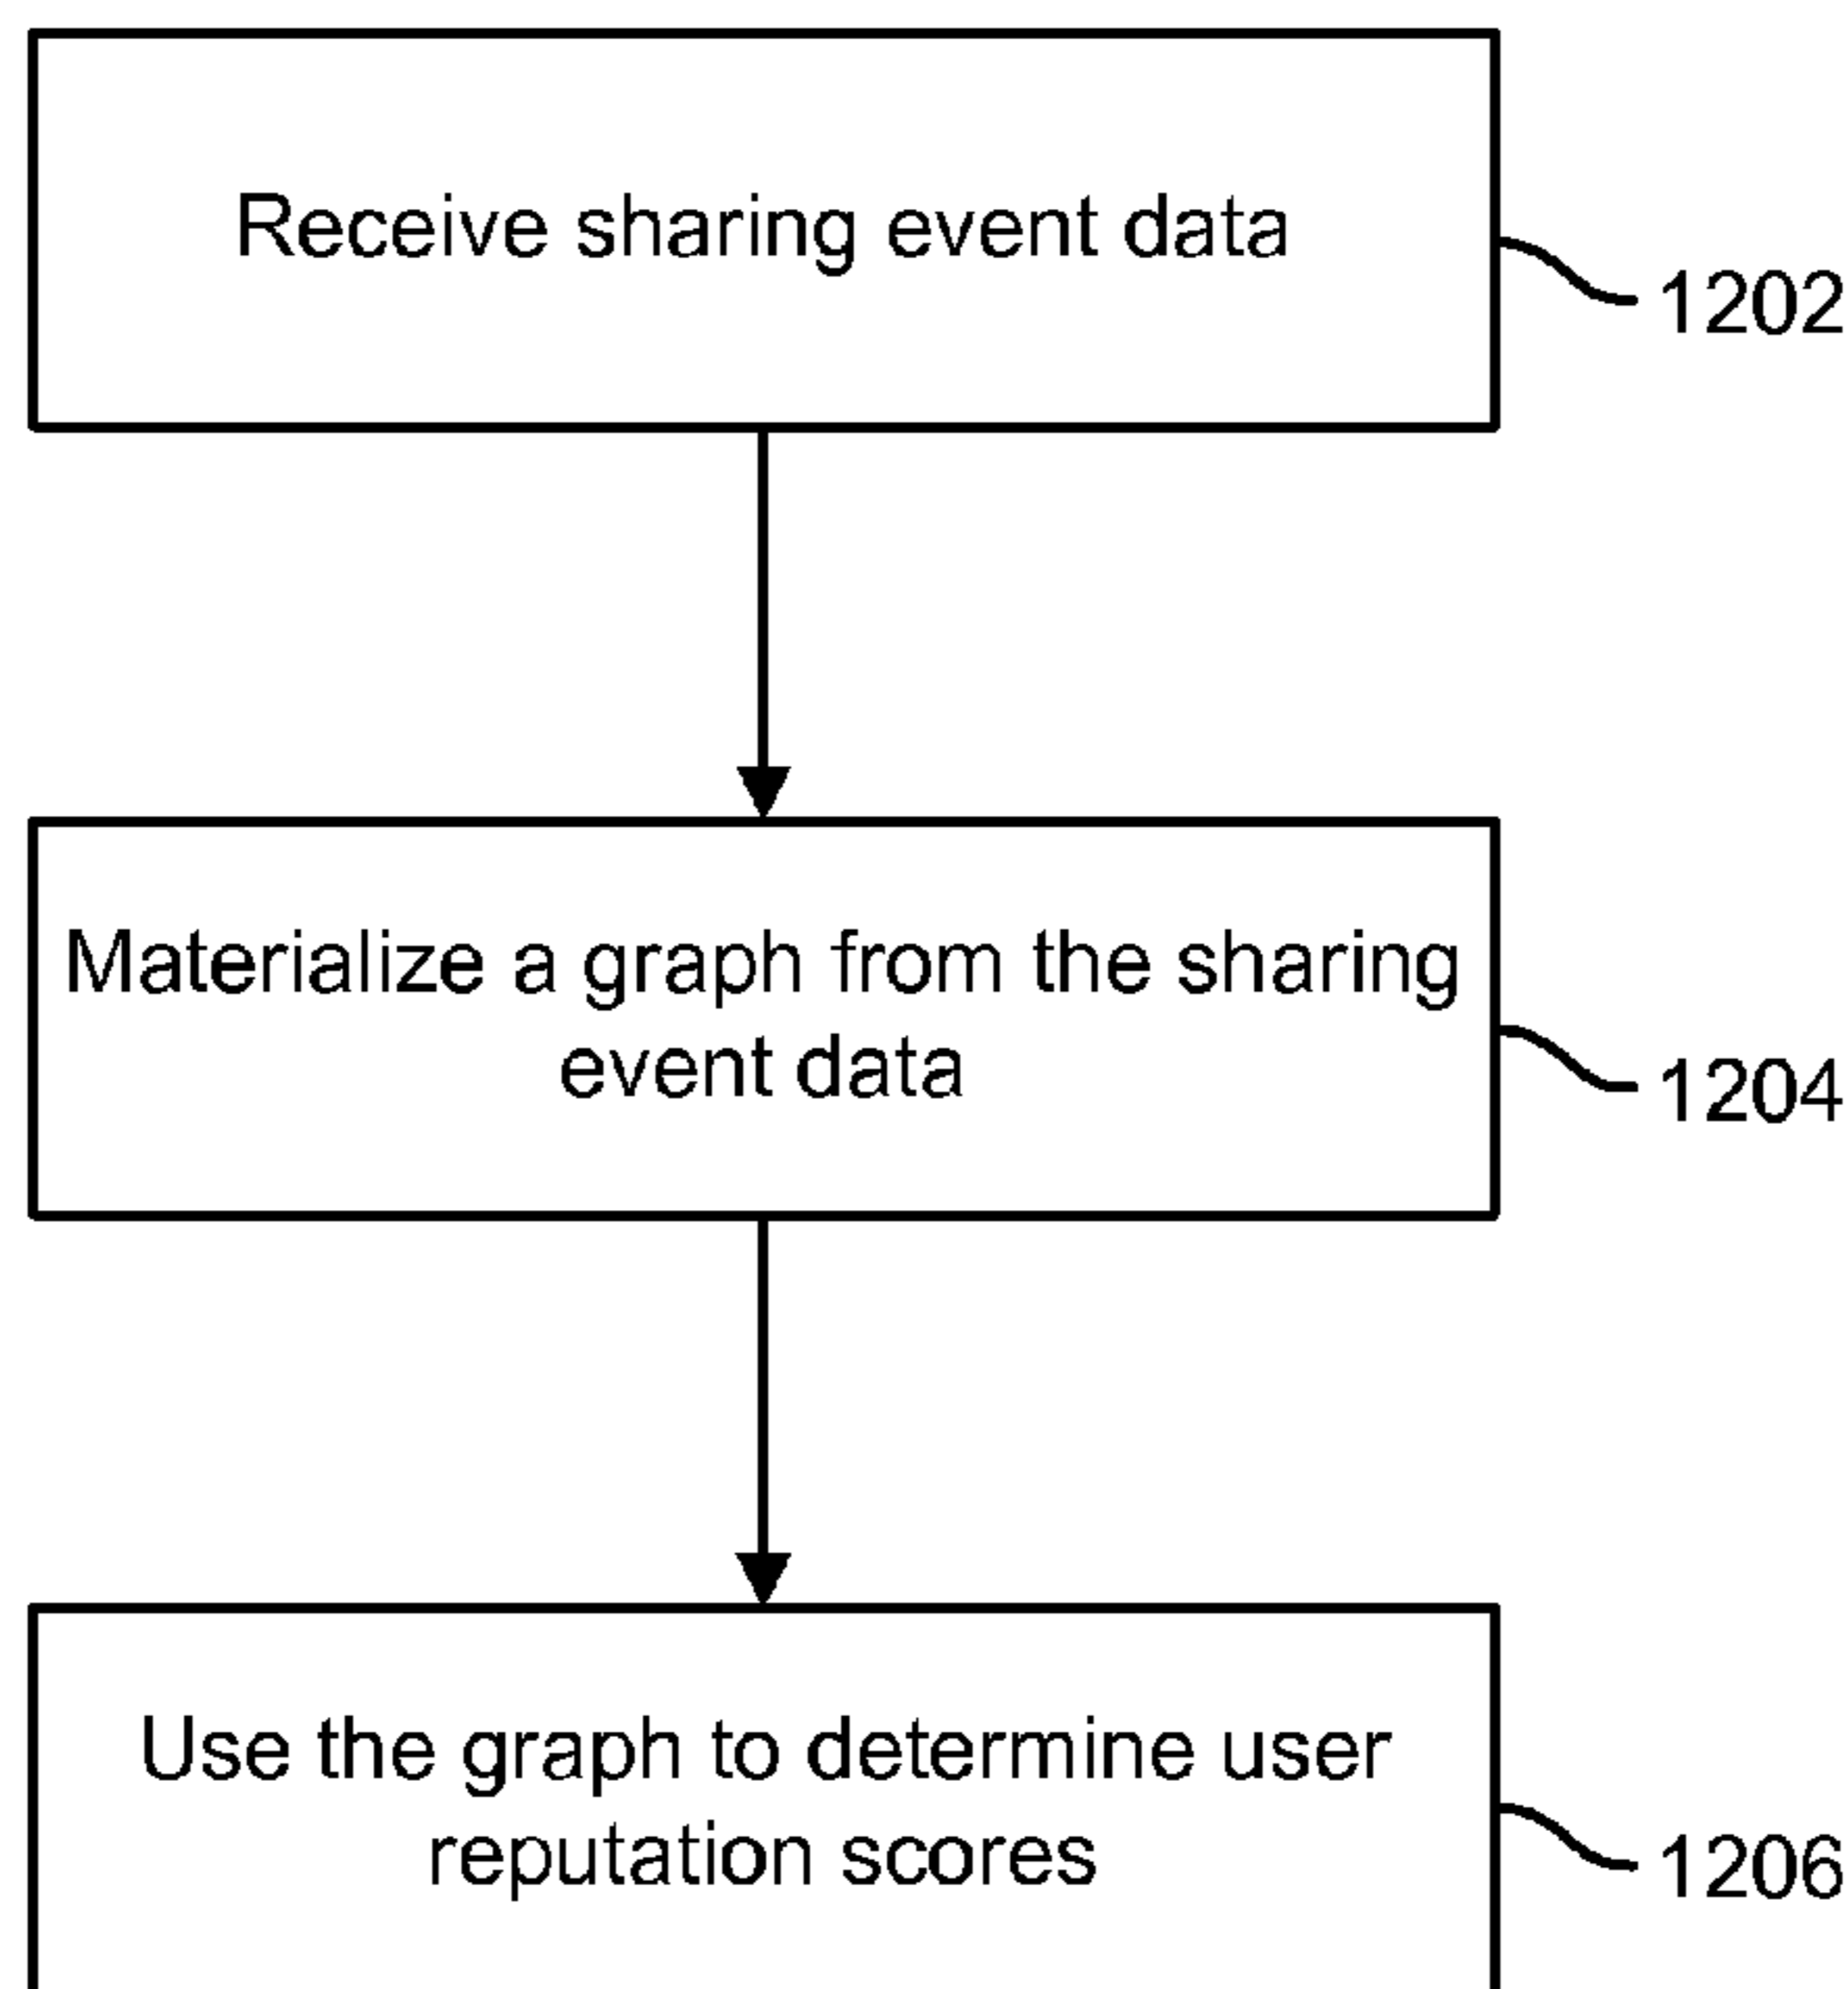 Receive sharing event data
1202
Materialize a graph from the sharing
event data
1204
Use the graph to determine user
reputation scores
1206